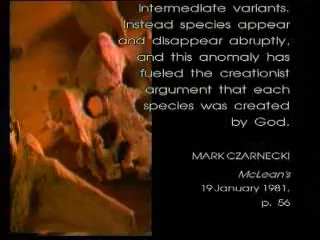 intermediate variants.
Instead species appear
and disappear abruptly,
and this anomaly has
fueled the creationist
argument that each
species was created
by God.
MARK CZARNECKI
McLean's
19 January 1981,
p. 56